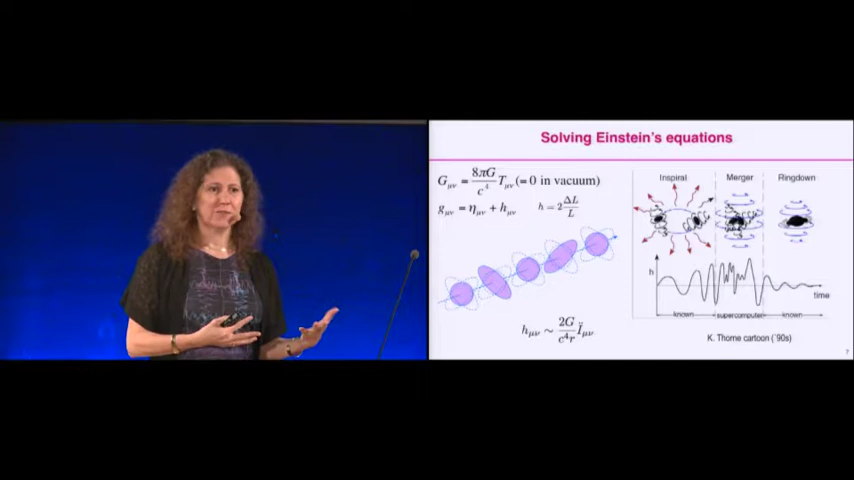 Solving Einstein's equations
G_μν = 8πG/c⁴ T_μν (= 0 in vacuum)
g_μν = η_μν + h_μν   h = 2 ΔL/L
h_μν ~ 2G/c⁴r Ï_μν
Inspiral Merger Ringdown
h
time
known supercomputer known
K. Thorne cartoon ('90s)
7